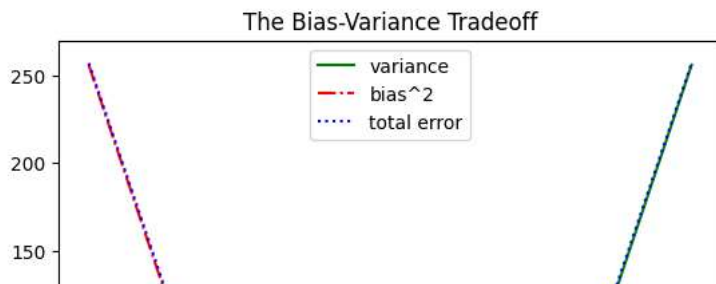 The Bias-Variance Tradeoff
250
variance
bias^2
total error
200
150